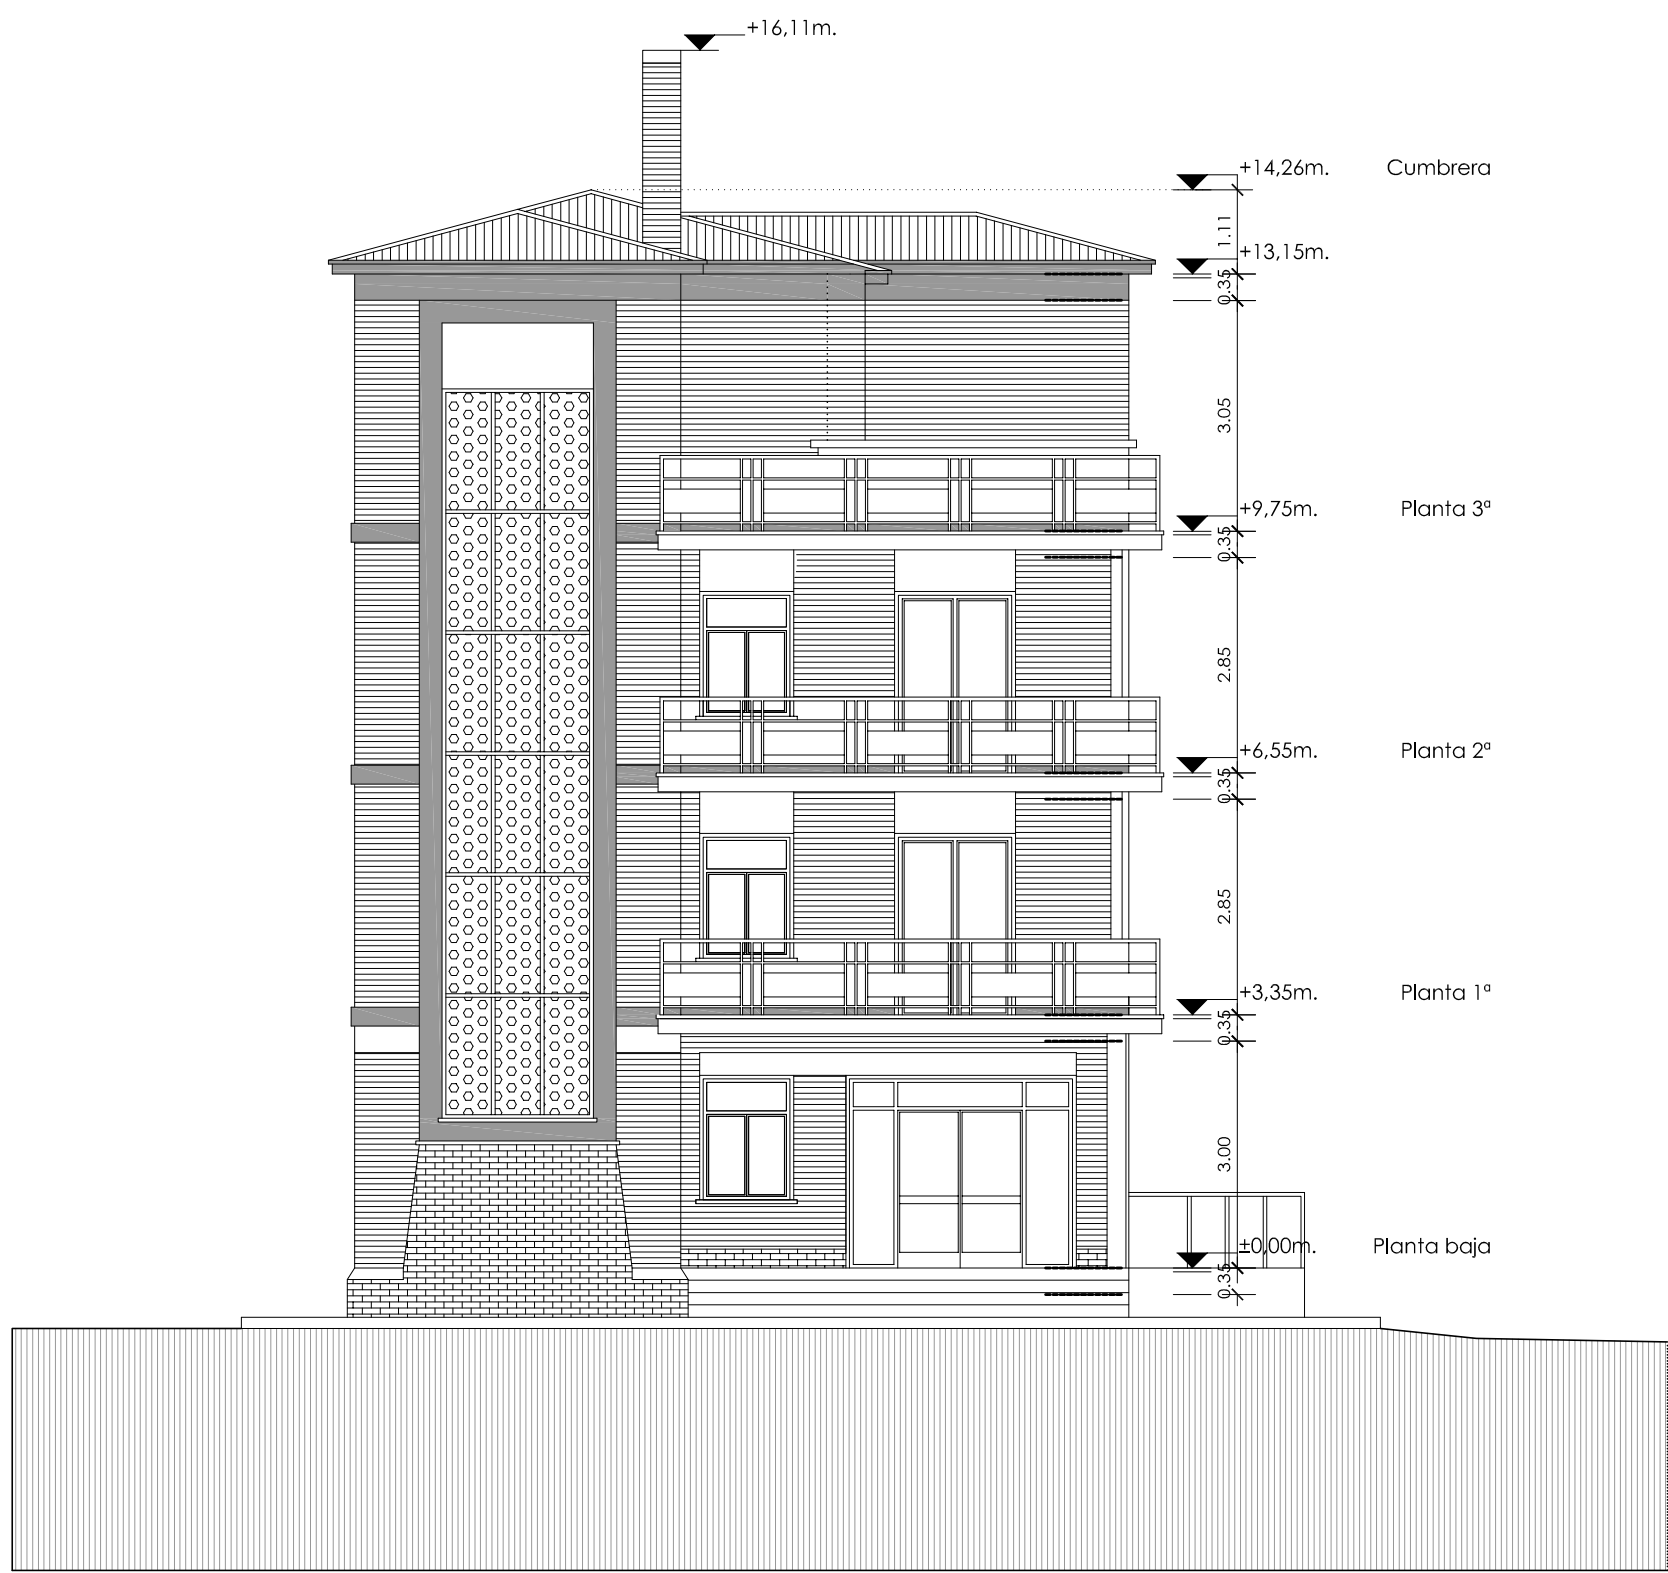 +16,11m.
+14,26m. Cumbrera
1.11
+13,15m.
0.35
3.05
+9,75m. Planta 3ª
0.35
2.85
+6,55m. Planta 2ª
0.35
2.85
+3,35m. Planta 1ª
0.35
3.00
±0,00m. Planta baja
0.35